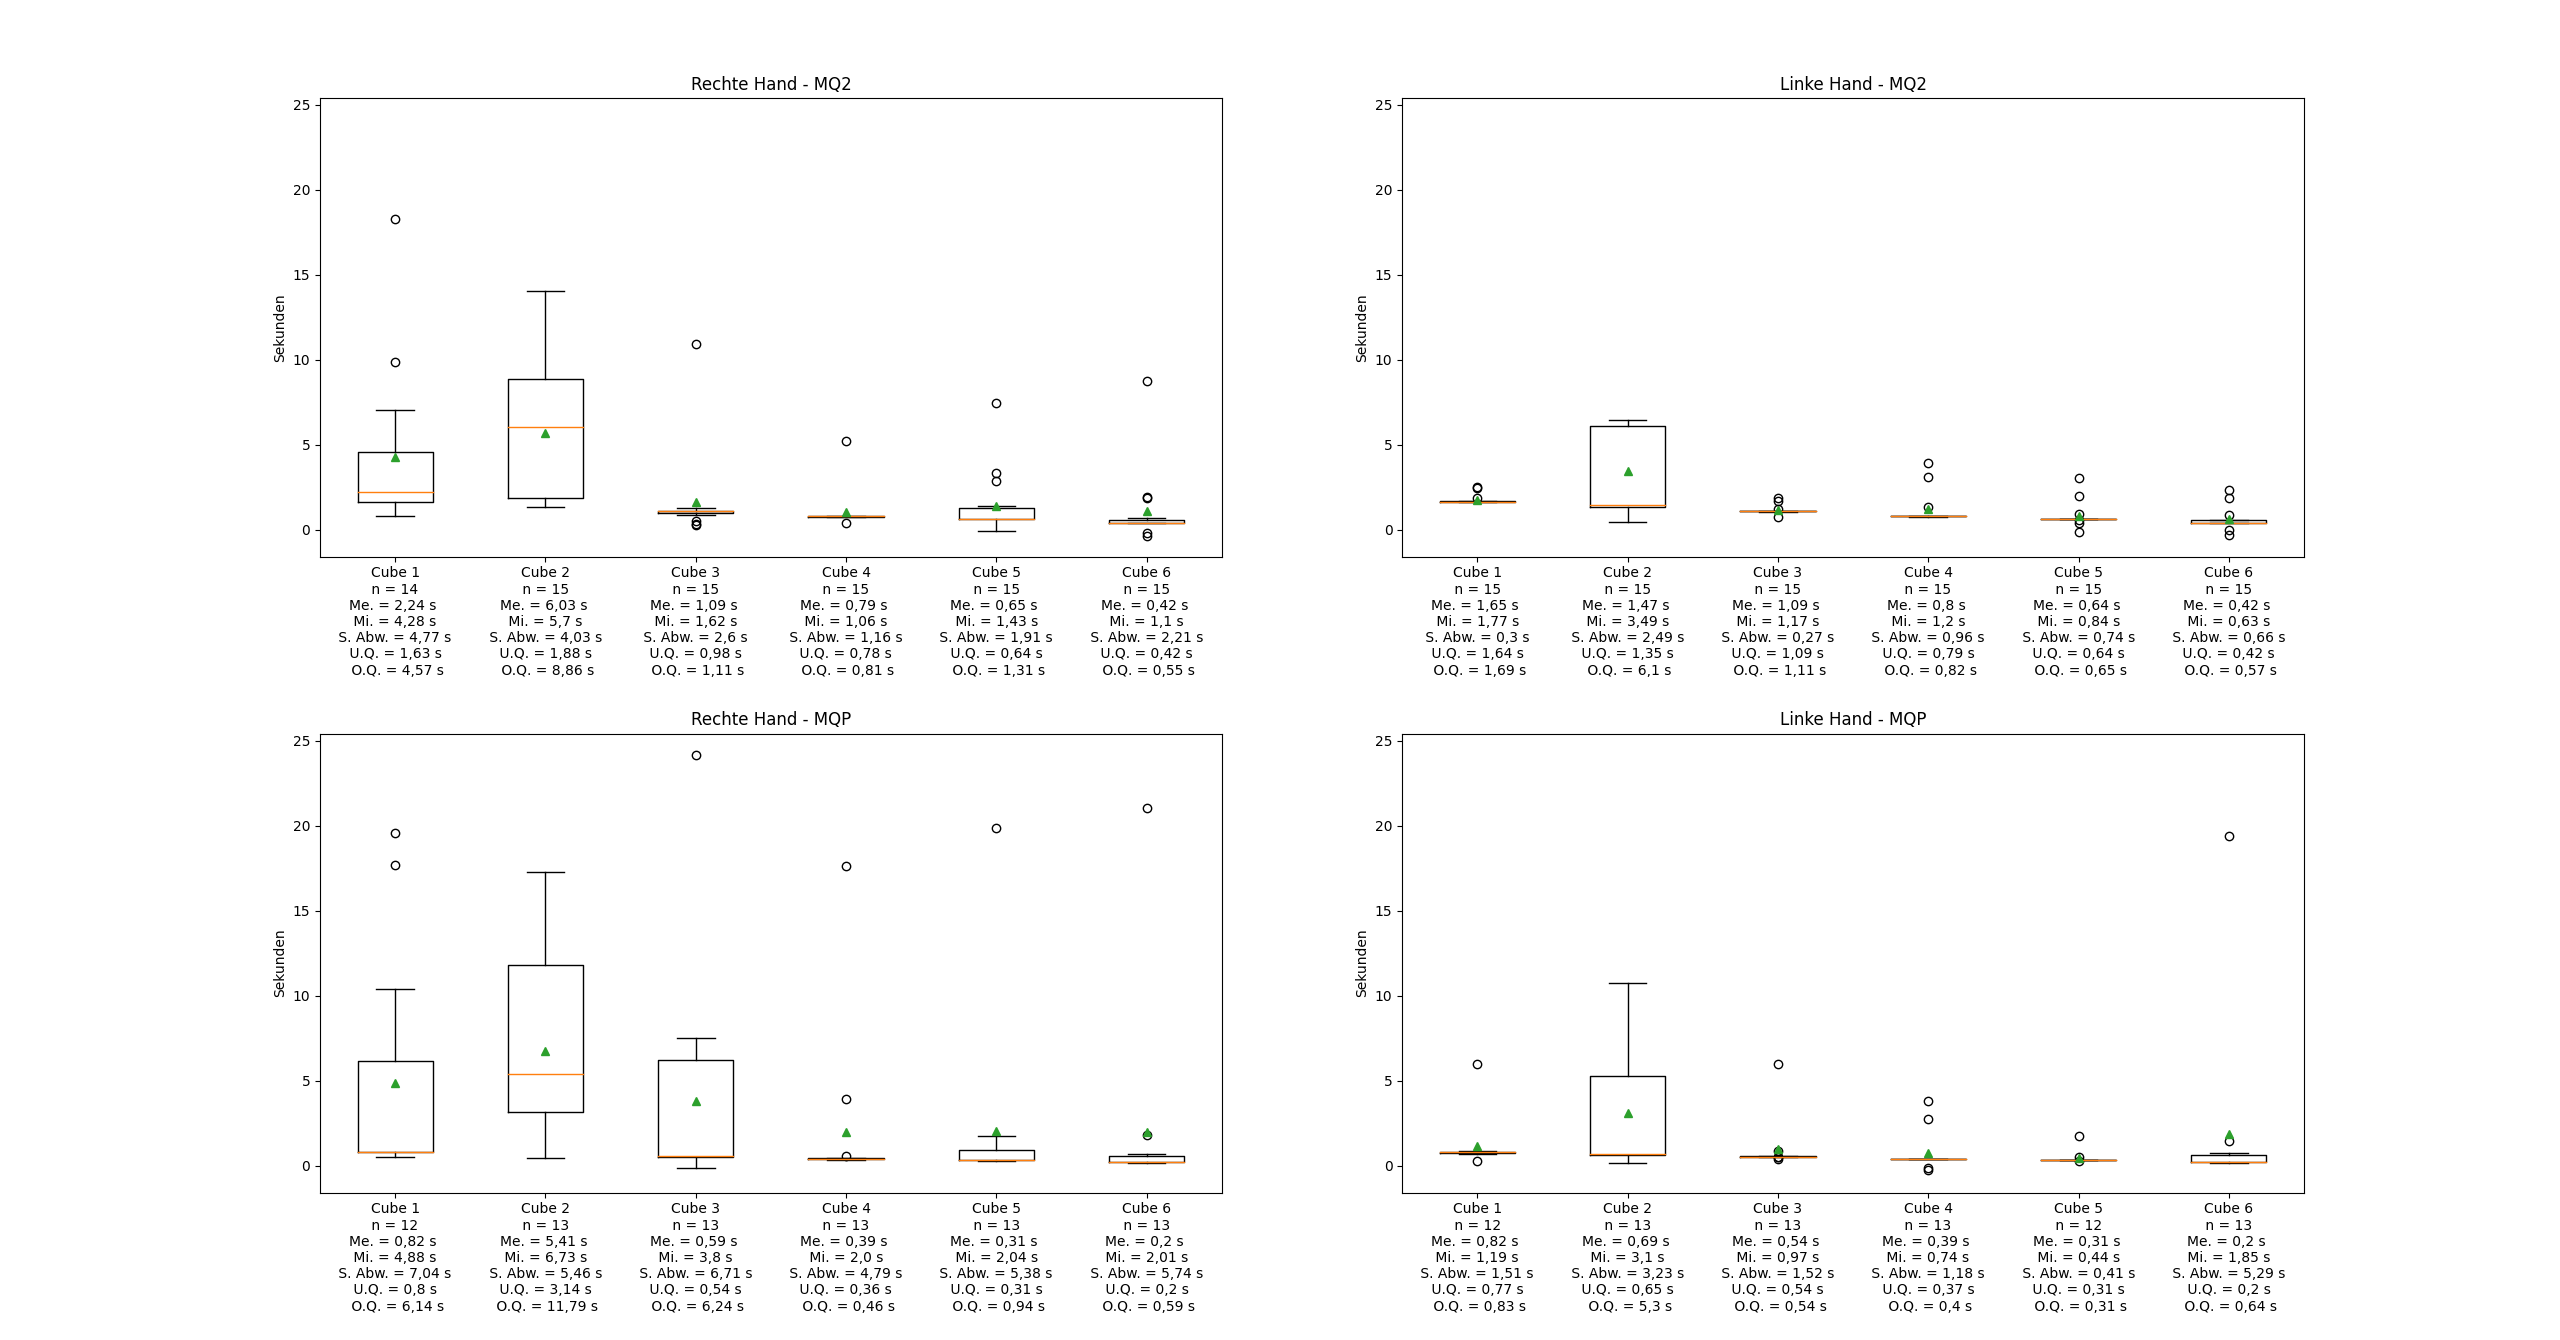 Rechte Hand - MQ2
25
20
15
10
5
0
Sekunden
Cube 1 Cube 2 Cube 3 Cube 4 Cube 5 Cube 6
n = 14 n = 15 n = 15 n = 15 n = 15 n = 15
Me. = 2,24 s Me. = 6,03 s Me. = 1,09 s Me. = 0,79 s Me. = 0,65 s Me. = 0,42 s
Mi. = 4,28 s Mi. = 5,7 s Mi. = 1,62 s Mi. = 1,06 s Mi. = 1,43 s Mi. = 1,1 s
S. Abw. = 4,77 s S. Abw. = 4,03 s S. Abw. = 2,6 s S. Abw. = 1,16 s S. Abw. = 1,91 s S. Abw. = 2,21 s
U.Q. = 1,63 s U.Q. = 1,88 s U.Q. = 0,98 s U.Q. = 0,78 s U.Q. = 0,64 s U.Q. = 0,42 s
O.Q. = 4,57 s O.Q. = 8,86 s O.Q. = 1,11 s O.Q. = 0,81 s O.Q. = 1,31 s O.Q. = 0,55 s
Linke Hand - MQ2
25
20
15
10
5
0
Sekunden
Cube 1 Cube 2 Cube 3 Cube 4 Cube 5 Cube 6
n = 15 n = 15 n = 15 n = 15 n = 15 n = 15
Me. = 1,65 s Me. = 1,47 s Me. = 1,09 s Me. = 0,8 s Me. = 0,64 s Me. = 0,42 s
Mi. = 1,77 s Mi. = 3,49 s Mi. = 1,17 s Mi. = 1,2 s Mi. = 0,84 s Mi. = 0,63 s
S. Abw. = 0,3 s S. Abw. = 2,49 s S. Abw. = 0,27 s S. Abw. = 0,96 s S. Abw. = 0,74 s S. Abw. = 0,66 s
U.Q. = 1,64 s U.Q. = 1,35 s U.Q. = 1,09 s U.Q. = 0,79 s U.Q. = 0,64 s U.Q. = 0,42 s
O.Q. = 1,69 s O.Q. = 6,1 s O.Q. = 1,11 s O.Q. = 0,82 s O.Q. = 0,65 s O.Q. = 0,57 s
Rechte Hand - MQP
25
20
15
10
5
0
Sekunden
Cube 1 Cube 2 Cube 3 Cube 4 Cube 5 Cube 6
n = 12 n = 13 n = 13 n = 13 n = 13 n = 13
Me. = 0,82 s Me. = 5,41 s Me. = 0,59 s Me. = 0,39 s Me. = 0,31 s Me. = 0,2 s
Mi. = 4,88 s Mi. = 6,73 s Mi. = 3,8 s Mi. = 2,0 s Mi. = 2,04 s Mi. = 2,01 s
S. Abw. = 7,04 s S. Abw. = 5,46 s S. Abw. = 6,71 s S. Abw. = 4,79 s S. Abw. = 5,38 s S. Abw. = 5,74 s
U.Q. = 0,8 s U.Q. = 3,14 s U.Q. = 0,54 s U.Q. = 0,36 s U.Q. = 0,31 s U.Q. = 0,2 s
O.Q. = 6,14 s O.Q. = 11,79 s O.Q. = 6,24 s O.Q. = 0,46 s O.Q. = 0,94 s O.Q. = 0,59 s
Linke Hand - MQP
25
20
15
10
5
0
Sekunden
Cube 1 Cube 2 Cube 3 Cube 4 Cube 5 Cube 6
n = 12 n = 13 n = 13 n = 13 n = 12 n = 13
Me. = 0,82 s Me. = 0,69 s Me. = 0,54 s Me. = 0,39 s Me. = 0,31 s Me. = 0,2 s
Mi. = 1,19 s Mi. = 3,1 s Mi. = 0,97 s Mi. = 0,74 s Mi. = 0,44 s Mi. = 1,85 s
S. Abw. = 1,51 s S. Abw. = 3,23 s S. Abw. = 1,52 s S. Abw. = 1,18 s S. Abw. = 0,41 s S. Abw. = 5,29 s
U.Q. = 0,77 s U.Q. = 0,65 s U.Q. = 0,54 s U.Q. = 0,37 s U.Q. = 0,31 s U.Q. = 0,2 s
O.Q. = 0,83 s O.Q. = 5,3 s O.Q. = 0,54 s O.Q. = 0,4 s O.Q. = 0,31 s O.Q. = 0,64 s